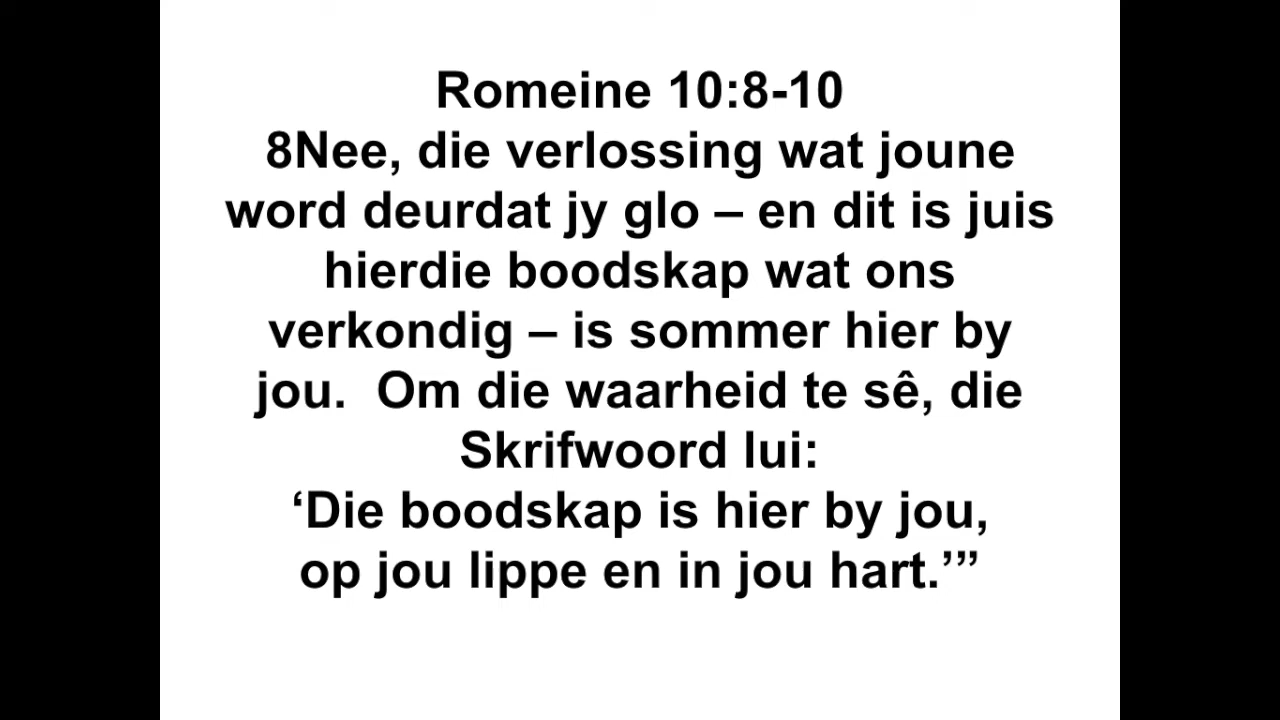 Romeine 10:8-10
8Nee, die verlossing wat joune
word deurdat jy glo – en dit is juis
hierdie boodskap wat ons
verkondig – is sommer hier by
jou.  Om die waarheid te sê, die
Skrifwoord lui:
‘Die boodskap is hier by jou,
op jou lippe en in jou hart.’”